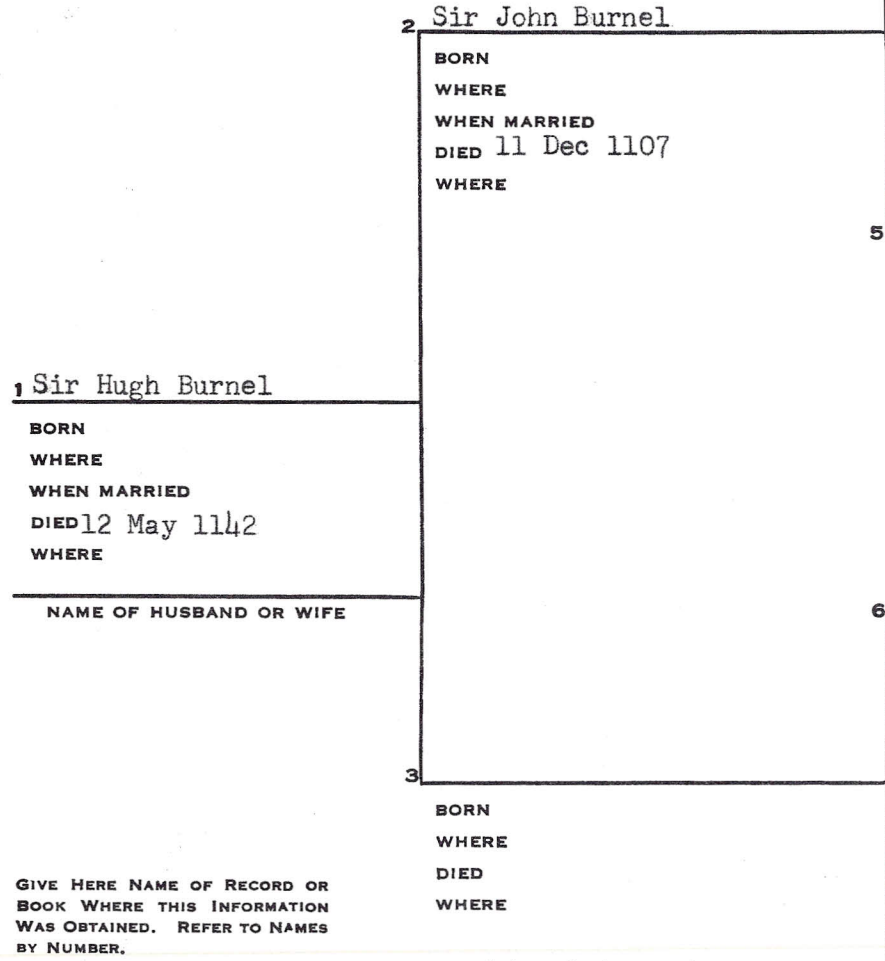 2 Sir John Burnel
BORN
WHERE
WHEN MARRIED
DIED 11 Dec 1107
WHERE
5
1 Sir Hugh Burnel
BORN
WHERE
WHEN MARRIED
DIED 12 May 1142
WHERE
NAME OF HUSBAND OR WIFE
6
3
BORN
WHERE
DIED
WHERE
GIVE HERE NAME OF RECORD OR
BOOK WHERE THIS INFORMATION
WAS OBTAINED. REFER TO NAMES
BY NUMBER.